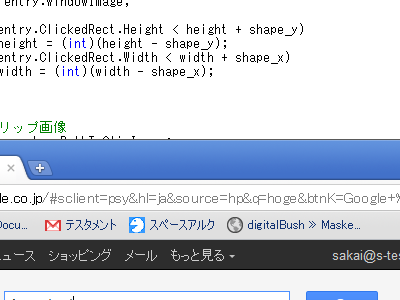 entry.WindowImage,
entry.ClickedRect.Height < height + shape_y)
height = (int)(height - shape_y);
entry.ClickedRect.Width < width + shape_x)
width = (int)(width - shape_x);
リップ画像
le.co.jp/#sclient=psy&hl=ja&source=hp&q=hoge&btnK=Google+%
Docu... テスタメント スペースアルク digitalBush » Maske...
ニュース ショッピング メール もっと見る
sakai@s-tes